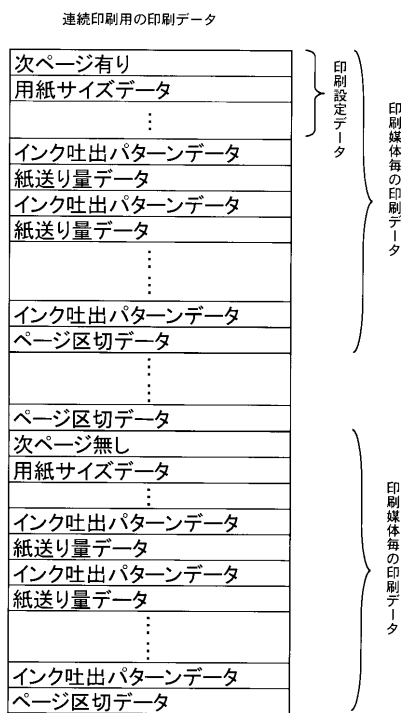 連続印刷用の印刷データ
次ページ有り
用紙サイズデータ
⋮
インク吐出パターンデータ
紙送り量データ
インク吐出パターンデータ
紙送り量データ
⋮
⋮
インク吐出パターンデータ
ページ区切データ
⋮
⋮
ページ区切データ
次ページ無し
用紙サイズデータ
⋮
インク吐出パターンデータ
紙送り量データ
インク吐出パターンデータ
紙送り量データ
⋮
⋮
インク吐出パターンデータ
ページ区切データ
印刷設定データ
印刷媒体毎の印刷データ
印刷媒体毎の印刷データ